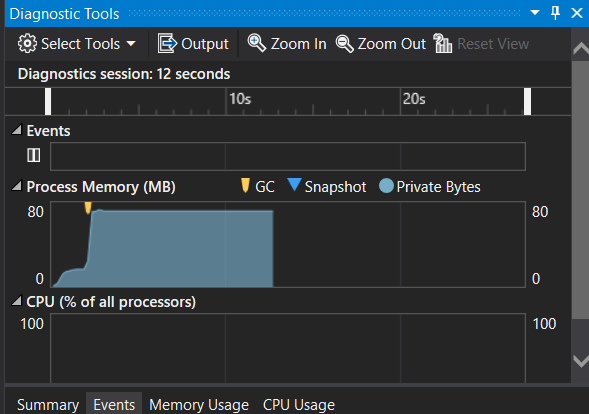 Diagnostic Tools
Select Tools Output Zoom In Zoom Out Reset View
Diagnostics session: 12 seconds
10s 20s
Events
Process Memory (MB) GC Snapshot Private Bytes
80 80
0 0
CPU (% of all processors)
100 100
Summary Events Memory Usage CPU Usage